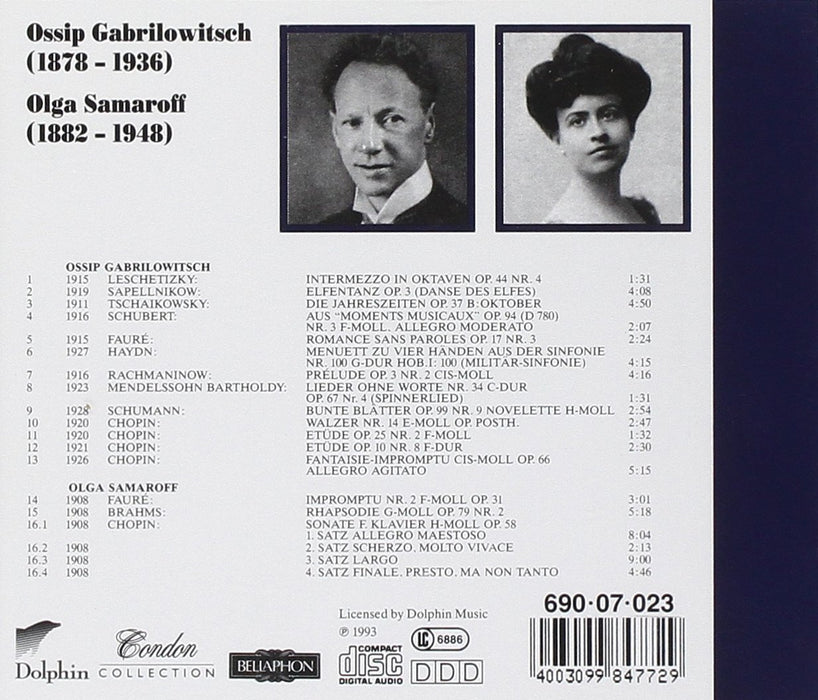 Ossip Gabrilowitsch
(1878 – 1936)
Olga Samaroff
(1882 – 1948)
OSSIP GABRILOWITSCH
1 1915 LESCHETIZKY: INTERMEZZO IN OKTAVEN OP. 44 NR. 4 1:31
2 1919 SAPELLNIKOW: ELFENTANZ OP. 3 (DANSE DES ELFES) 4:08
3 1911 TSCHAIKOWSKY: DIE JAHRESZEITEN OP. 37 B: OKTOBER 4:50
4 1916 SCHUBERT: AUS “MOMENTS MUSICAUX” OP. 94 (D 780)
NR. 3 F-MOLL, ALLEGRO MODERATO 2:07
5 1915 FAURÉ: ROMANCE SANS PAROLES OP. 17 NR. 3 2:24
6 1927 HAYDN: MENUETT ZU VIER HÄNDEN AUS DER SINFONIE
NR. 100 G-DUR HOB.I: 100 (MILITÄR-SINFONIE) 4:15
7 1916 RACHMANINOW: PRÉLUDE OP. 3 NR. 2 CIS-MOLL 4:16
8 1923 MENDELSSOHN BARTHOLDY: LIEDER OHNE WORTE NR. 34 C-DUR
OP. 67 Nr. 4 (SPINNERLIED) 1:31
9 1928 SCHUMANN: BUNTE BLÄTTER OP. 99 NR. 9 NOVELETTE H-MOLL 2:54
10 1920 CHOPIN: WALZER NR. 14 E-MOLL OP. POSTH. 2:47
11 1920 CHOPIN: ETÜDE OP. 25 NR. 2 F-MOLL 1:32
12 1921 CHOPIN: ETÜDE OP. 10 NR. 8 F-DUR 2:30
13 1926 CHOPIN: FANTAISIE-IMPROMPTU CIS-MOLL OP. 66
ALLEGRO AGITATO 5:15
OLGA SAMAROFF
14 1908 FAURÉ: IMPROMPTU NR. 2 F-MOLL OP. 31 3:01
15 1908 BRAHMS: RHAPSODIE G-MOLL OP. 79 NR. 2 5:18
16.1 1908 CHOPIN: SONATE F. KLAVIER H-MOLL OP. 58
1. SATZ ALLEGRO MAESTOSO 8:04
16.2 1908 2. SATZ SCHERZO, MOLTO VIVACE 2:13
16.3 1908 3. SATZ LARGO 9:00
16.4 1908 4. SATZ FINALE, PRESTO, MA NON TANTO 4:46
690·07·023
Licensed by Dolphin Music
℗ 1993
LC 6886
Dolphin
Condon
COLLECTION
BELLAPHON
COMPACT
disc
DIGITAL AUDIO
DDD
4003099 847729